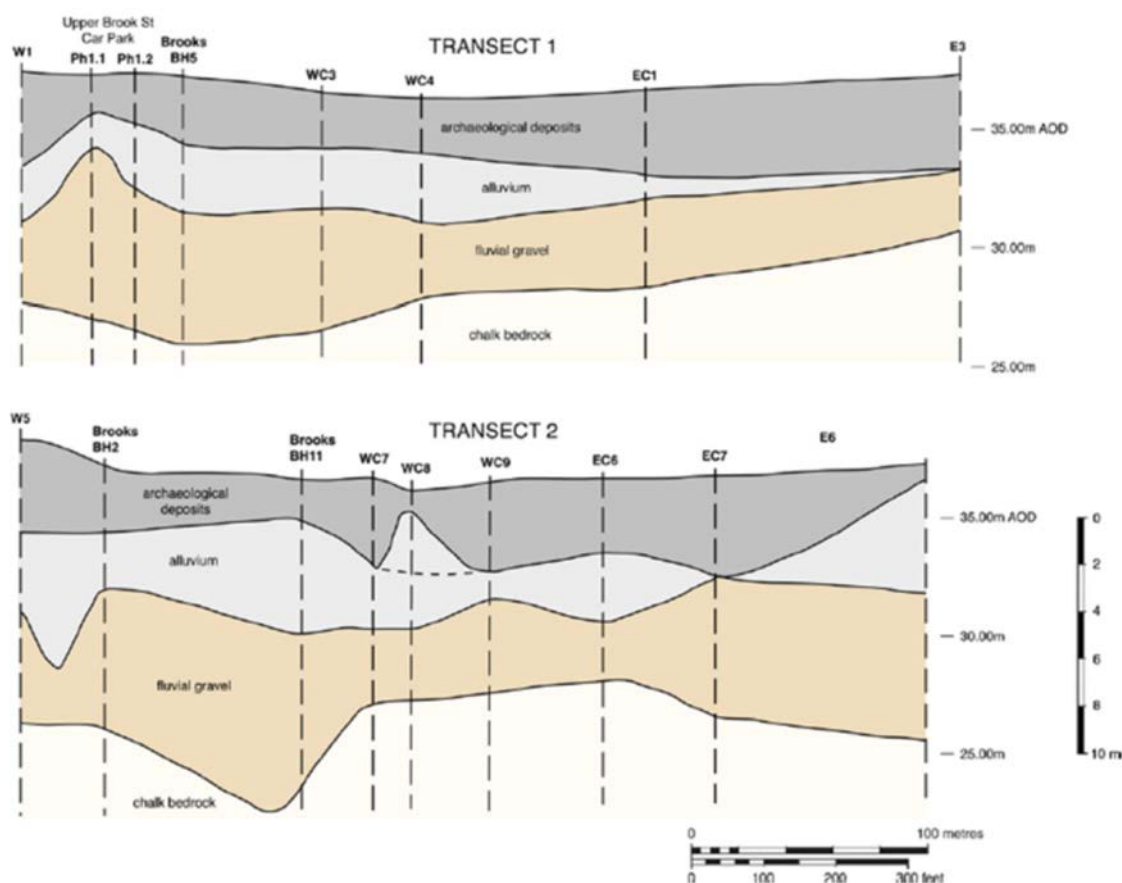 Upper Brook St
Car Park
TRANSECT 1
W1
Ph1.1
Ph1.2
Brooks
BH5
WC3
WC4
EC1
E3
archaeological deposits
35.00m AOD
alluvium
fluvial gravel
30.00m
chalk bedrock
25.00m
TRANSECT 2
W5
Brooks
BH2
Brooks
BH11
WC7
WC8
WC9
EC6
EC7
E6
archaeological
deposits
35.00m AOD
alluvium
30.00m
fluvial gravel
25.00m
chalk bedrock
0
2
4
6
8
10 m
0 100 metres
0 100 200 300 feet